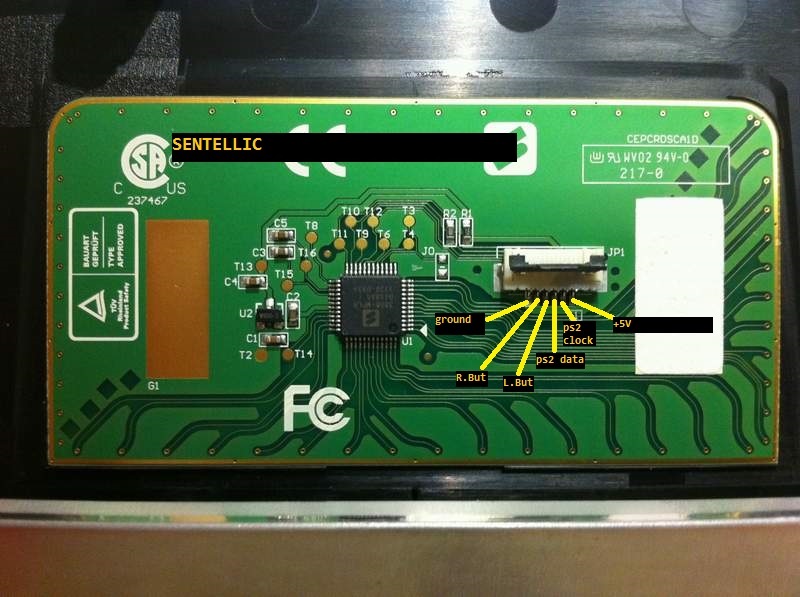 SENTELLIC
CEPCRDSCA1D
WV02 94V-0
217-0
SA
R
C US
237467
BAUART
GEPRÜFT
TYPE
APPROVED
TÜV
Rheinland
Product Safety
T10 T12 T3
T8 T11 T9 T6 T4
R2 R1
C5
C3
T16
T13
C4
T15
C2
U2
C1
T2 T14
J0
JP1
U1
G1
ground
R.But
L.But
ps2 data
ps2
clock
+5V
FC